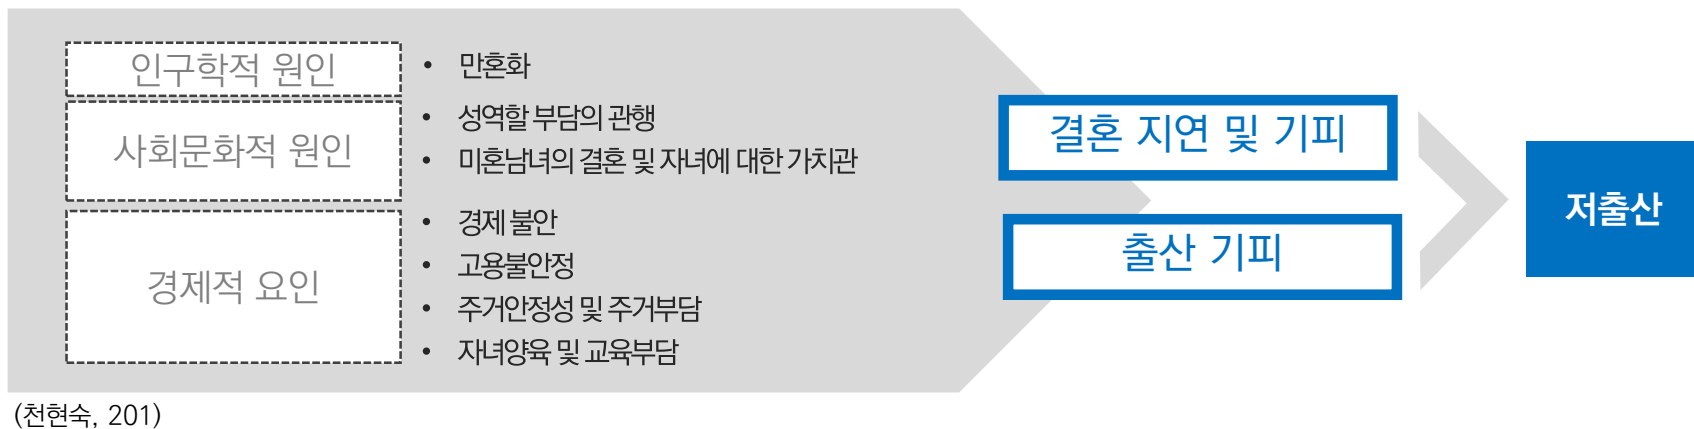 인구학적 원인
• 만혼화
사회문화적 원인
• 성역할 부담의 관행
• 미혼남녀의 결혼 및 자녀에 대한 가치관
경제적 요인
• 경제 불안
• 고용불안정
• 주거안정성 및 주거부담
• 자녀양육 및 교육부담
결혼 지연 및 기피
출산 기피
저출산
(천현숙, 201)